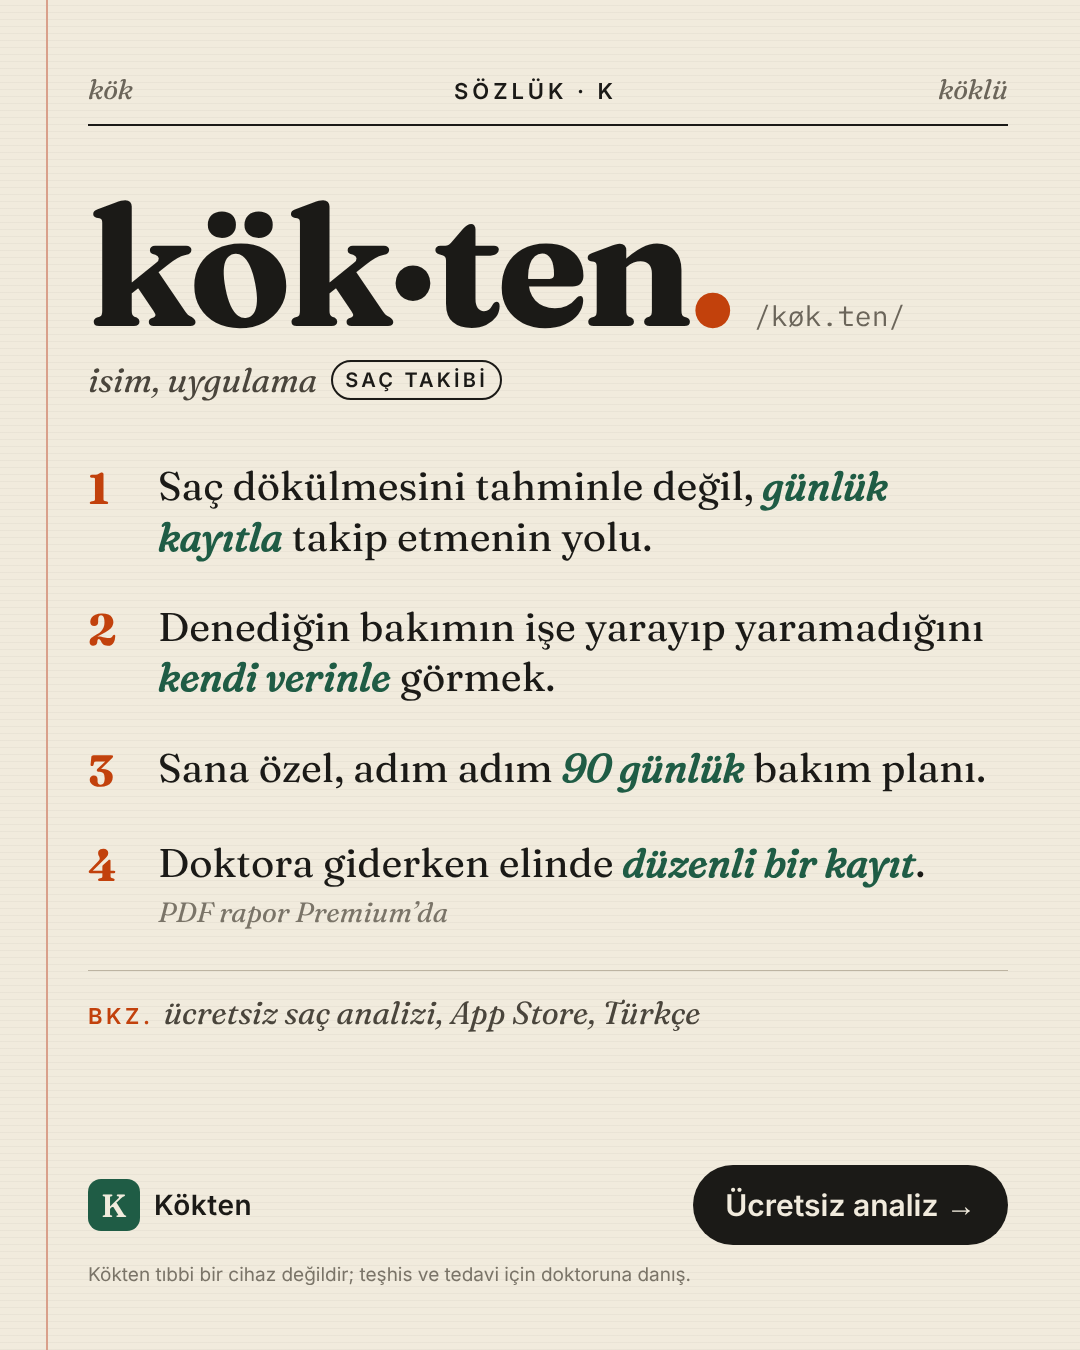 kök SÖZLÜK · K köklü
kök·ten. /køk.ten/
isim, uygulama SAÇ TAKİBİ
1 Saç dökülmesini tahminle değil, günlük
kayıtla takip etmenin yolu.
2 Denediğin bakımın işe yarayıp yaramadığını
kendi verinle görmek.
3 Sana özel, adım adım 90 günlük bakım planı.
4 Doktora giderken elinde düzenli bir kayıt.
PDF rapor Premium’da
BKZ. ücretsiz saç analizi, App Store, Türkçe
K Kökten
Ücretsiz analiz →
Kökten tıbbi bir cihaz değildir; teşhis ve tedavi için doktoruna danış.